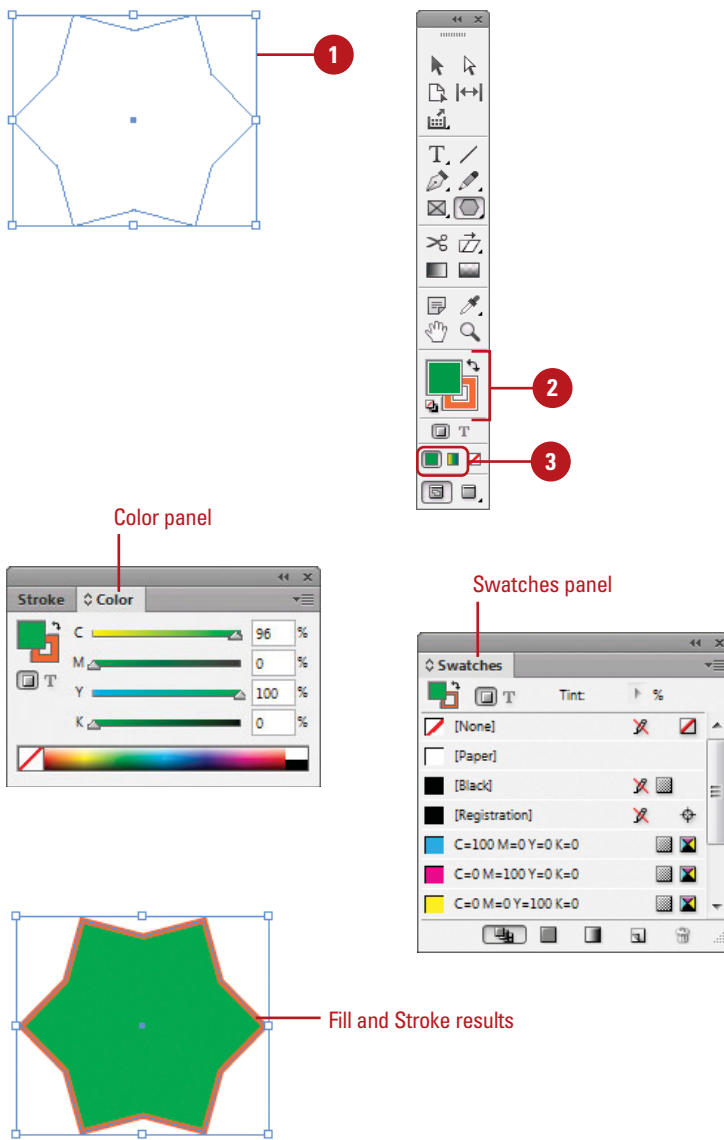 1
T
2
T
3
Color panel
Stroke
Color
C
96
%
M
0
%
T
Y
100
%
K
0
%
Swatches panel
Swatches
T
Tint:
%
[None]
[Paper]
[Black]
[Registration]
C=100 M=0 Y=0 K=0
C=0 M=100 Y=0 K=0
C=0 M=0 Y=100 K=0
Fill and Stroke results